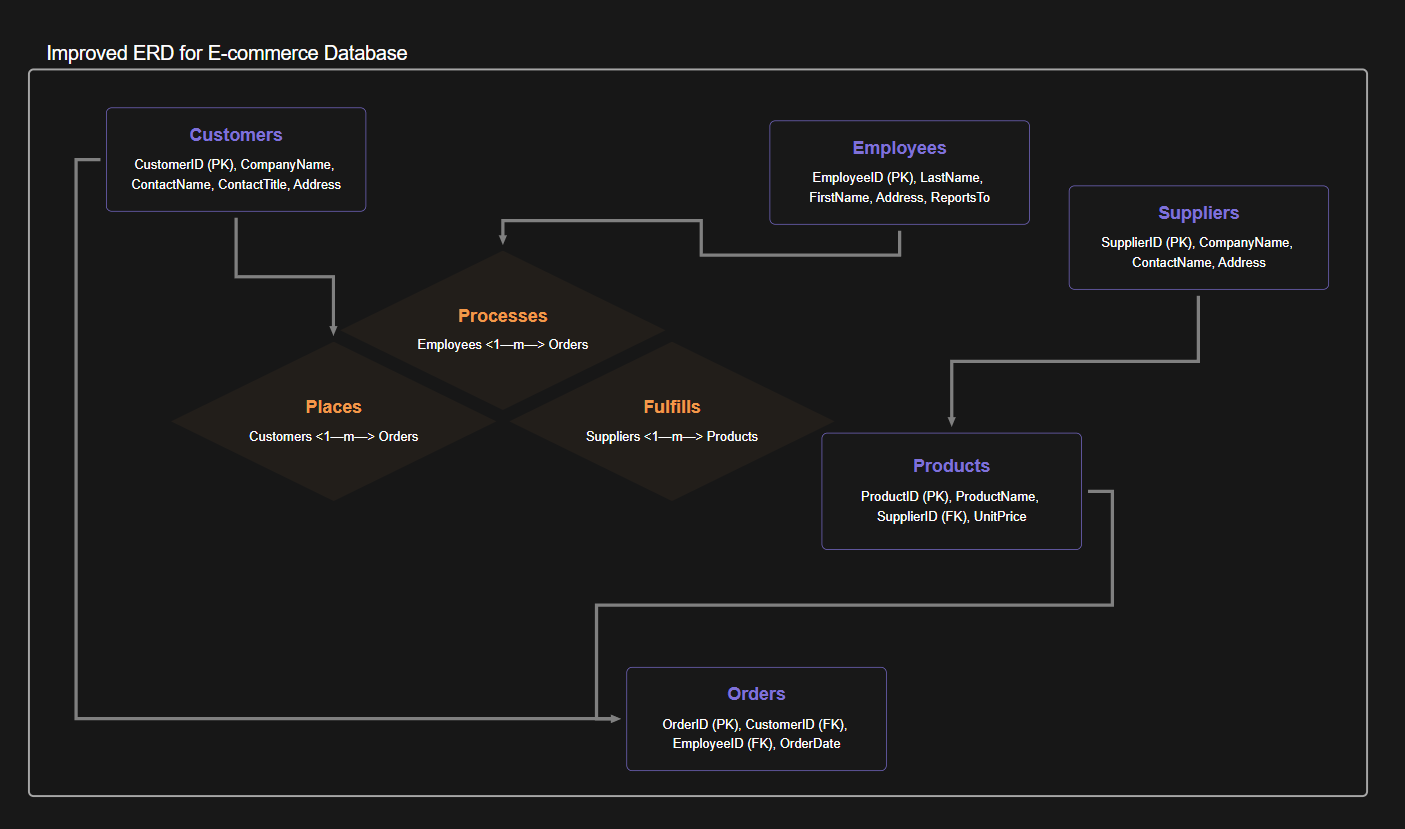 Improved ERD for E-commerce Database
Customers
CustomerID (PK), CompanyName,
ContactName, ContactTitle, Address
Employees
EmployeeID (PK), LastName,
FirstName, Address, ReportsTo
Suppliers
SupplierID (PK), CompanyName,
ContactName, Address
Processes
Employees <1—m—> Orders
Places
Customers <1—m—> Orders
Fulfills
Suppliers <1—m—> Products
Products
ProductID (PK), ProductName,
SupplierID (FK), UnitPrice
Orders
OrderID (PK), CustomerID (FK),
EmployeeID (FK), OrderDate